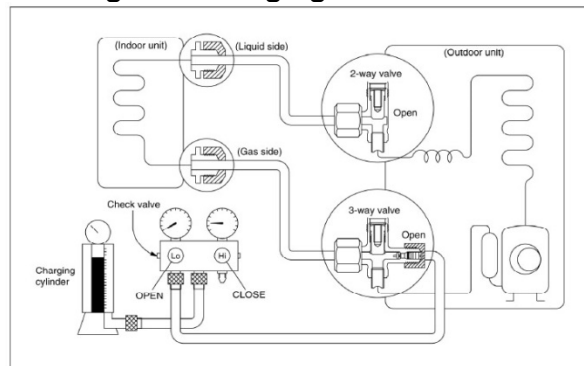 (Indoor unit)
(Liquid side)
(Outdoor unit)
2-way valve
Open
(Gas side)
3-way valve
Open
Check valve
Lo
Hi
Charging
cylinder
OPEN
CLOSE